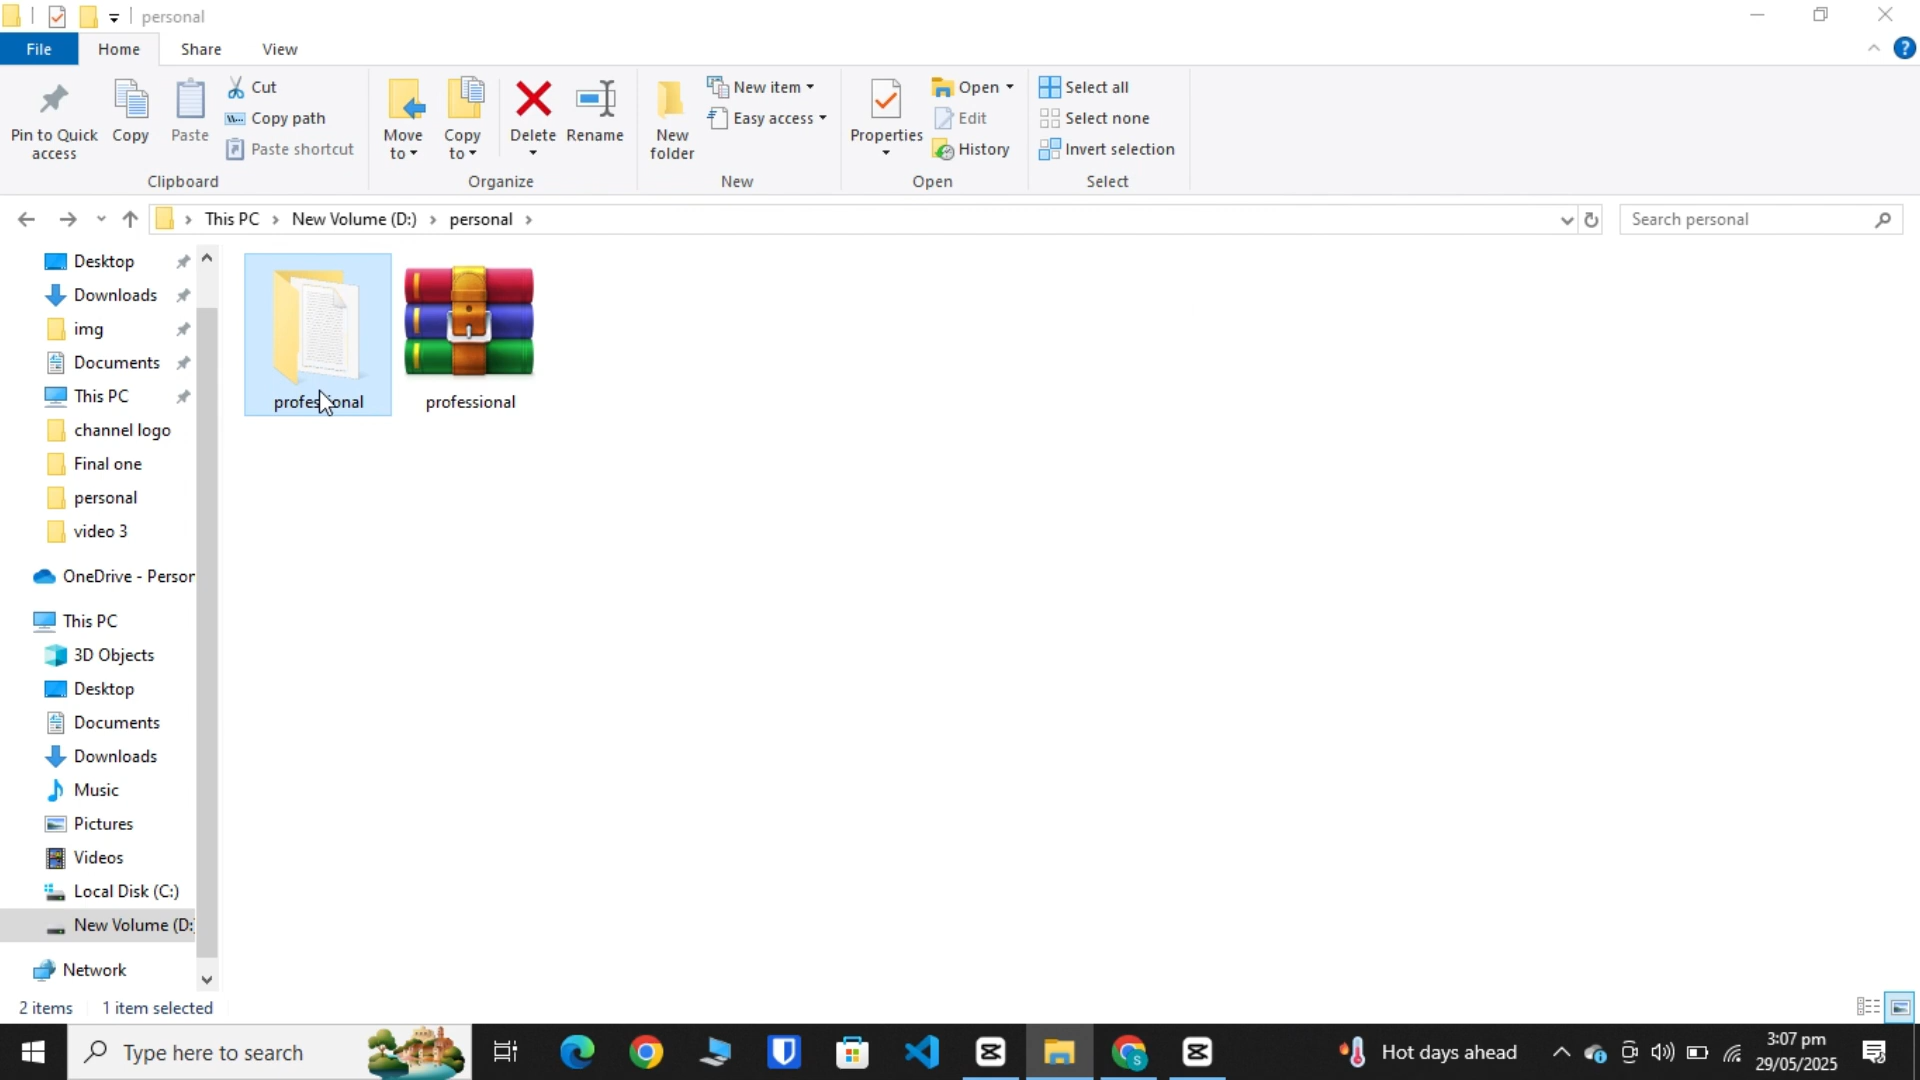 personal
File
Home
Share
View
Pin to Quick
access
Copy
Paste
Cut
Copy path
Paste shortcut
Move
to
Copy
to
Delete
Rename
New
folder
New item
Easy access
Properties
Open
Edit
History
Select all
Select none
Invert selection
Clipboard
Organize
New
Open
Select
This PC
New Volume (D:)
personal
Search personal
Desktop
Downloads
img
Documents
This PC
channel logo
Final one
personal
video 3
OneDrive - Person
This PC
3D Objects
Desktop
Documents
Downloads
Music
Pictures
Videos
Local Disk (C:)
New Volume (D:
Network
professional
professional
2 items
1 item selected
Type here to search
Hot days ahead
3:07 pm
29/05/2025